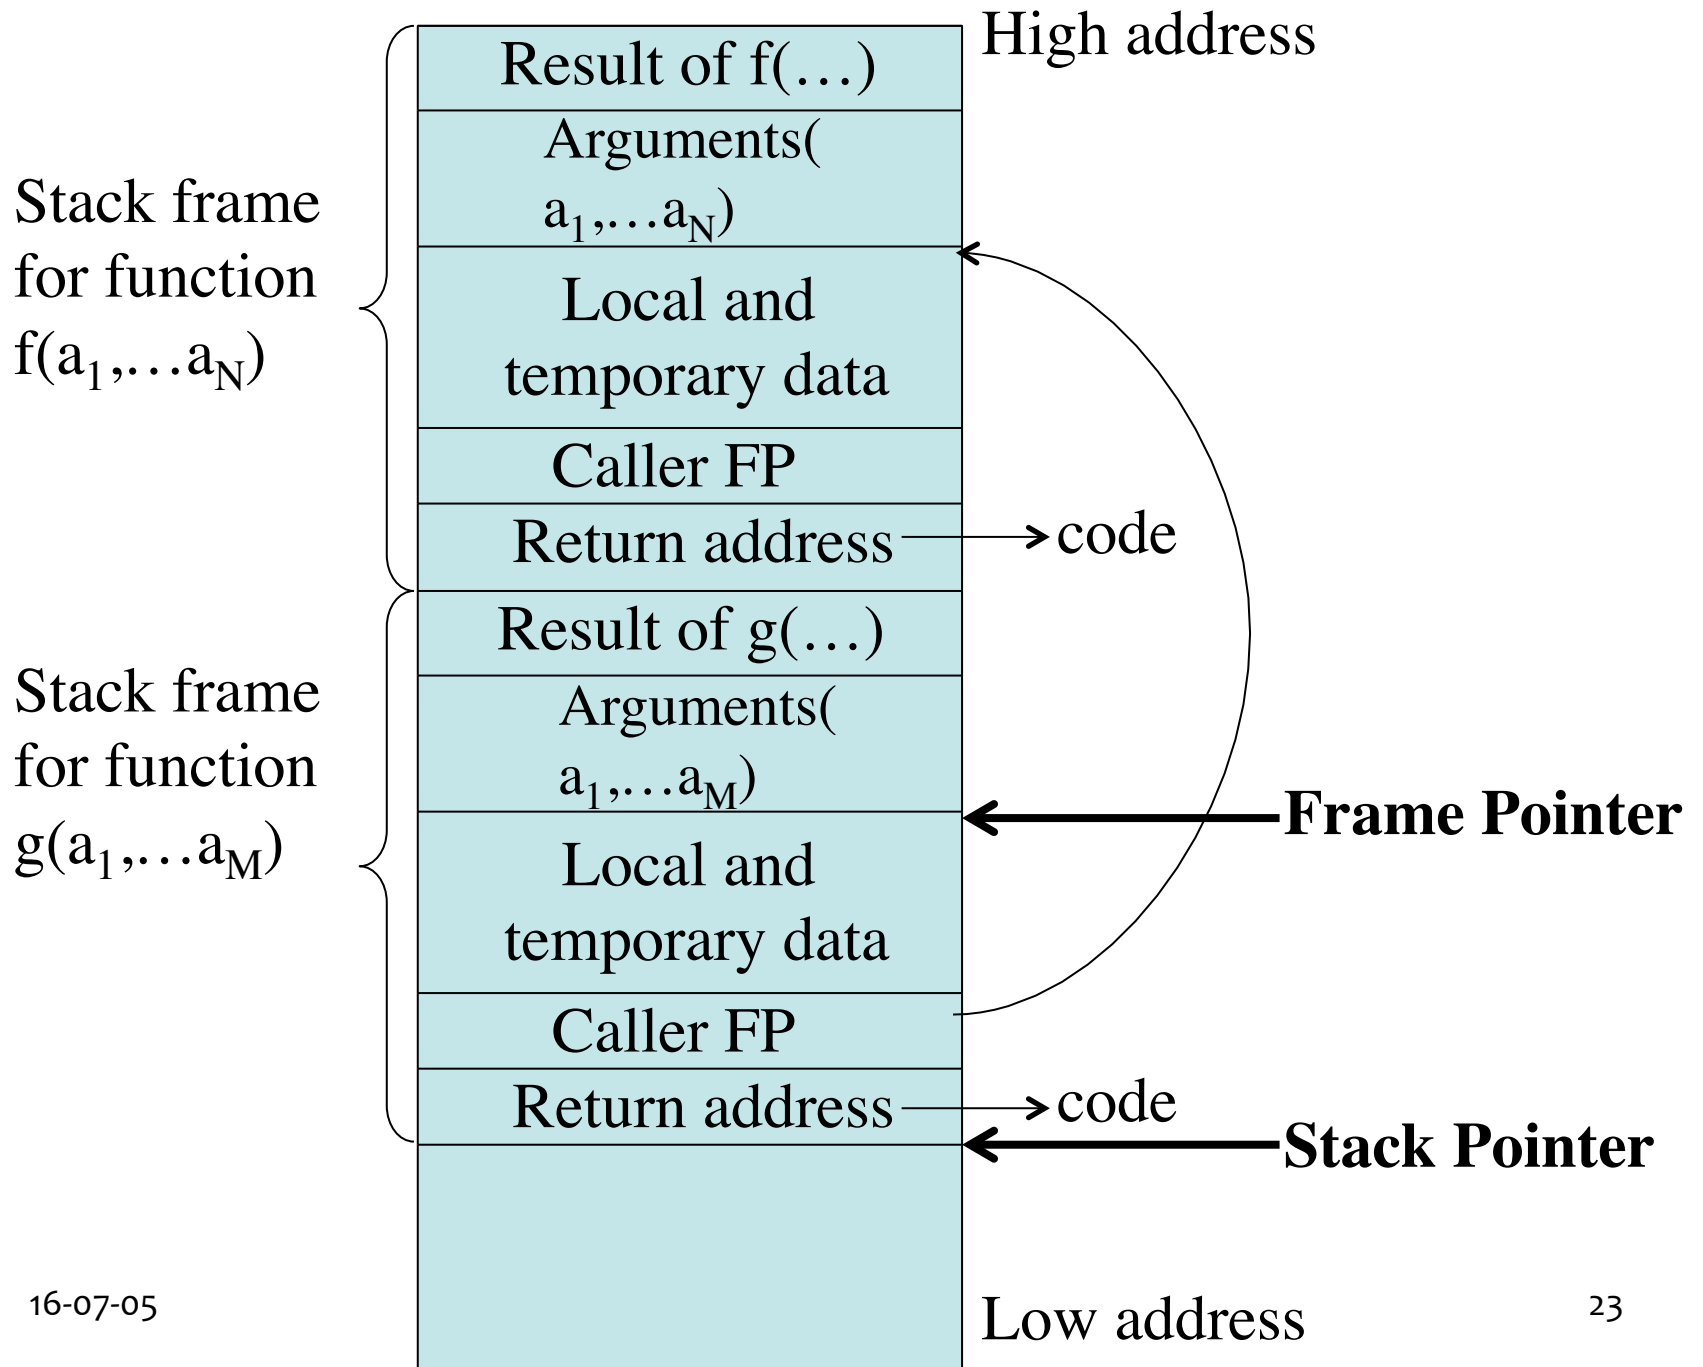 High address
Result of f(…)
Arguments(
a₁,…aN)
Stack frame
for function
f(a₁,…aN)
Local and
temporary data
Caller FP
Return address
code
Result of g(…)
Stack frame
for function
g(a₁,…aM)
Arguments(
a₁,…aM)
Frame Pointer
Local and
temporary data
Caller FP
Return address
code
Stack Pointer
16-07-05
Low address
23